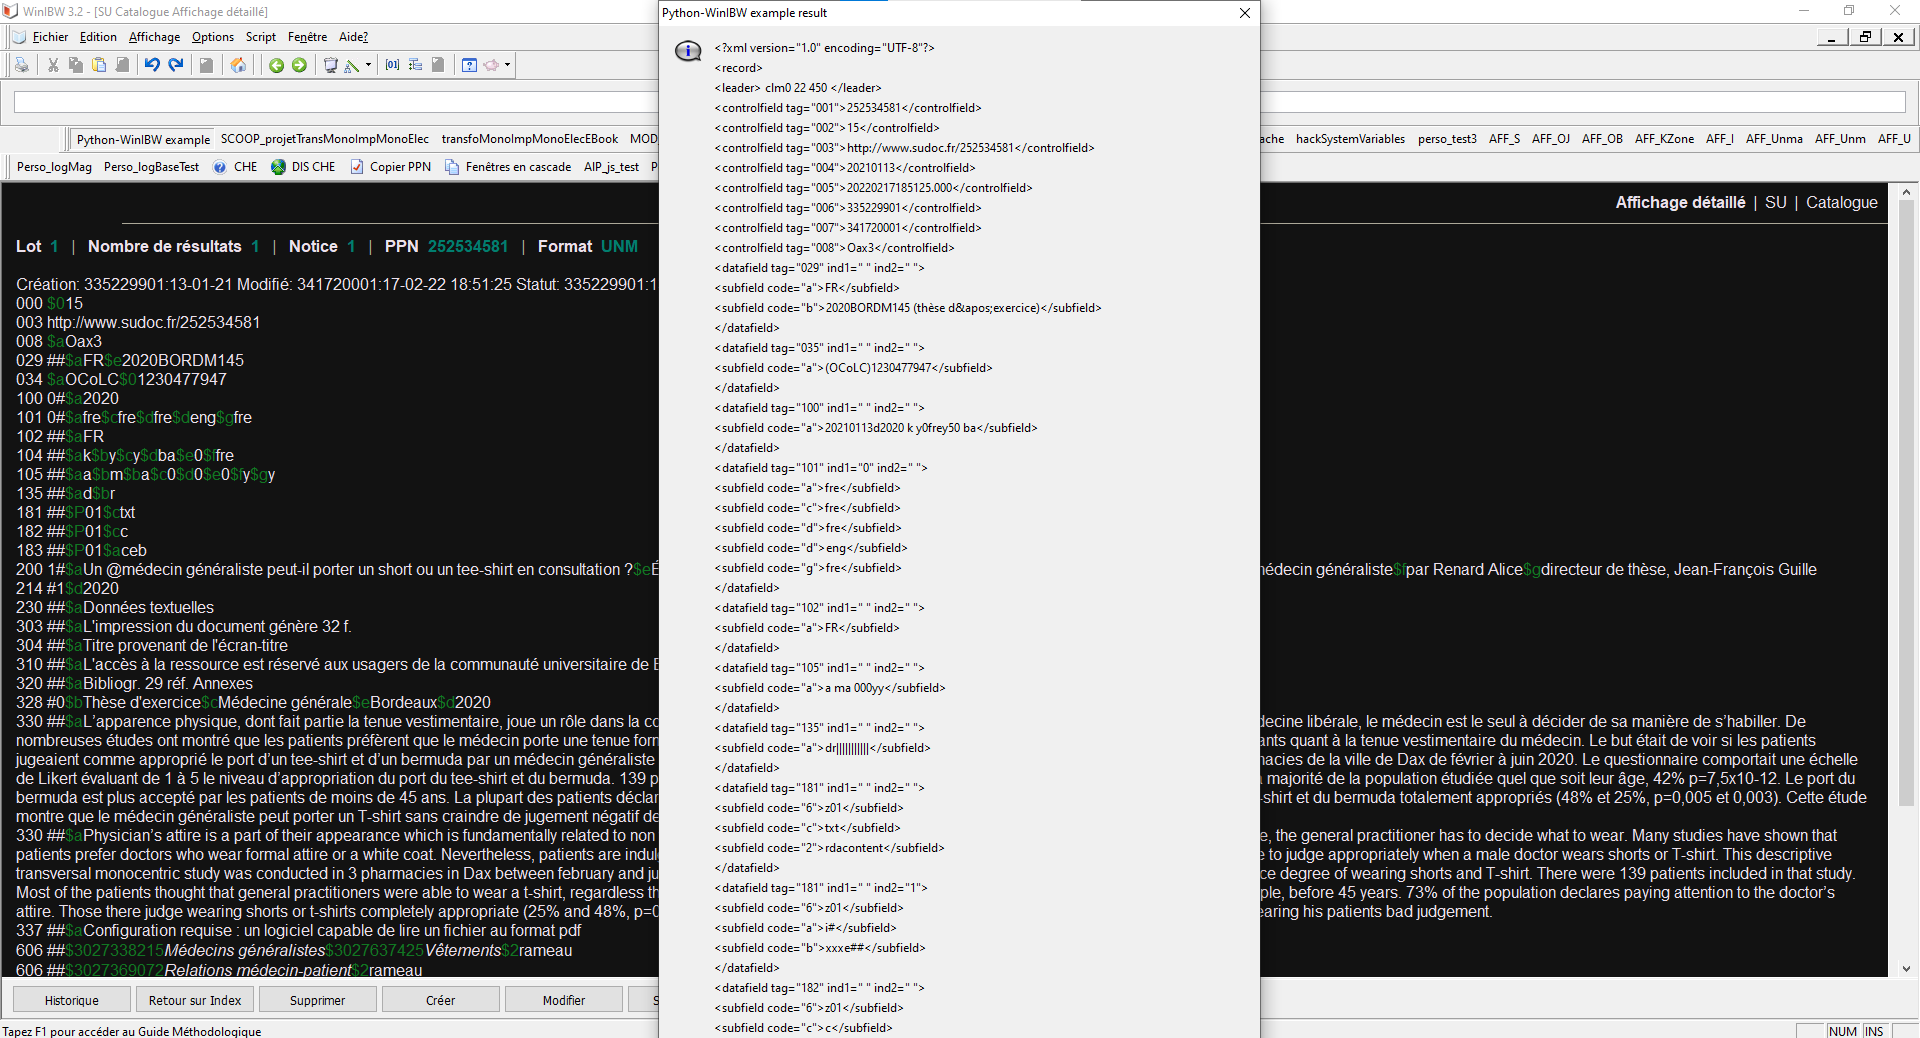 WinIBW 3.2 - [SU Catalogue Affichage détaillé]
Fichier Edition Affichage Options Script Fenêtre Aide?
Python-WinIBW example SCOOP_projetTransMonoImpMonoElec transfoMonoImpMonoElecEBook MOD_
ache hackSystemVariables perso_test3 AFF_S AFF_OJ AFF_OB AFF_KZone AFF_I AFF_Unma AFF_Unm AFF_U
Perso_logMag Perso_logBaseTest CHE DIS CHE Copier PPN Fenêtres en cascade AIP_js_test P
Affichage détaillé | SU | Catalogue
Lot 1 | Nombre de résultats 1 | Notice 1 | PPN 252534581 | Format UNM
Création: 335229901:13-01-21 Modifié: 341720001:17-02-22 18:51:25 Statut: 335229901:1
000 $015
003 http://www.sudoc.fr/252534581
008 $aOax3
029 ##$aFR$e2020BORDM145
034 $aOCoLC$01230477947
100 0#$a2020
101 0#$afre$cfre$dfre$deng$gfre
102 ##$aFR
104 ##$ak$by$cy$dba$e0$ffre
105 ##$aa$bm$ba$c0$d0$e0$fy$gy
135 ##$ad$br
181 ##$P01$ctxt
182 ##$P01$cc
183 ##$P01$aceb
200 1#$aUn @médecin généraliste peut-il porter un short ou un tee-shirt en consultation ?$eÉ
édecin généraliste$fpar Renard Alice$gdirecteur de thèse, Jean-François Guille
214 #1$d2020
230 ##$aDonnées textuelles
303 ##$aL'impression du document génère 32 f.
304 ##$aTitre provenant de l'écran-titre
310 ##$aL'accès à la ressource est réservé aux usagers de la communauté universitaire de B
320 ##$aBibliogr. 29 réf. Annexes
328 #0$bThèse d'exercice$cMédecine générale$eBordeaux$d2020
330 ##$aL’apparence physique, dont fait partie la tenue vestimentaire, joue un rôle dans la co
decine libérale, le médecin est le seul à décider de sa manière de s’habiller. De
nombreuses études ont montré que les patients préfèrent que le médecin porte une tenue forn
ants quant à la tenue vestimentaire du médecin. Le but était de voir si les patients
jugeaient comme approprié le port d’un tee-shirt et d’un bermuda par un médecin généraliste
macies de la ville de Dax de février à juin 2020. Le questionnaire comportait une échelle
de Likert évaluant de 1 à 5 le niveau d’appropriation du port du tee-shirt et du bermuda. 139 p
majorité de la population étudiée quel que soit leur âge, 42% p=7,5x10-12. Le port du
bermuda est plus accepté par les patients de moins de 45 ans. La plupart des patients déclar
-shirt et du bermuda totalement appropriés (48% et 25%, p=0,005 et 0,003). Cette étude
montre que le médecin généraliste peut porter un T-shirt sans craindre de jugement négatif de
330 ##$aPhysician’s attire is a part of their appearance which is fundamentally related to non
e, the general practitioner has to decide what to wear. Many studies have shown that
patients prefer doctors who wear formal attire or a white coat. Nevertheless, patients are indul
e to judge appropriately when a male doctor wears shorts or T-shirt. This descriptive
transversal monocentric study was conducted in 3 pharmacies in Dax between february and ju
ce degree of wearing shorts and T-shirt. There were 139 patients included in that study.
Most of the patients thought that general practitioners were able to wear a t-shirt, regardless th
ple, before 45 years. 73% of the population declares paying attention to the doctor’s
attire. Those there judge wearing shorts or t-shirts completely appropriate (25% and 48%, p=0
earing his patients bad judgement.
337 ##$aConfiguration requise : un logiciel capable de lire un fichier au format pdf
606 ##$3027338215Médecins généralistes$3027637425Vêtements$2rameau
606 ##$3027369072Relations médecin-patient$2rameau
Historique Retour sur Index Supprimer Créer Modifier S
Tapez F1 pour accéder au Guide Méthodologique
NUM INS
Python-WinIBW example result
<?xml version="1.0" encoding="UTF-8"?>
<record>
<leader> clm0 22 450 </leader>
<controlfield tag="001">252534581</controlfield>
<controlfield tag="002">15</controlfield>
<controlfield tag="003">http://www.sudoc.fr/252534581</controlfield>
<controlfield tag="004">20210113</controlfield>
<controlfield tag="005">20220217185125.000</controlfield>
<controlfield tag="006">335229901</controlfield>
<controlfield tag="007">341720001</controlfield>
<controlfield tag="008">Oax3</controlfield>
<datafield tag="029" ind1=" " ind2=" ">
<subfield code="a">FR</subfield>
<subfield code="b">2020BORDM145 (thèse d&apos;exercice)</subfield>
</datafield>
<datafield tag="035" ind1=" " ind2=" ">
<subfield code="a">(OCoLC)1230477947</subfield>
</datafield>
<datafield tag="100" ind1=" " ind2=" ">
<subfield code="a">20210113d2020 k y0frey50 ba</subfield>
</datafield>
<datafield tag="101" ind1="0" ind2=" ">
<subfield code="a">fre</subfield>
<subfield code="c">fre</subfield>
<subfield code="d">fre</subfield>
<subfield code="d">eng</subfield>
<subfield code="g">fre</subfield>
</datafield>
<datafield tag="102" ind1=" " ind2=" ">
<subfield code="a">FR</subfield>
</datafield>
<datafield tag="105" ind1=" " ind2=" ">
<subfield code="a">a ma 000yy</subfield>
</datafield>
<datafield tag="135" ind1=" " ind2=" ">
<subfield code="a">dr|||||||||||</subfield>
</datafield>
<datafield tag="181" ind1=" " ind2=" ">
<subfield code="6">z01</subfield>
<subfield code="c">txt</subfield>
<subfield code="2">rdacontent</subfield>
</datafield>
<datafield tag="181" ind1=" " ind2="1">
<subfield code="6">z01</subfield>
<subfield code="a">i#</subfield>
<subfield code="b">xxxe##</subfield>
</datafield>
<datafield tag="182" ind1=" " ind2=" ">
<subfield code="6">z01</subfield>
<subfield code="c">c</subfield>